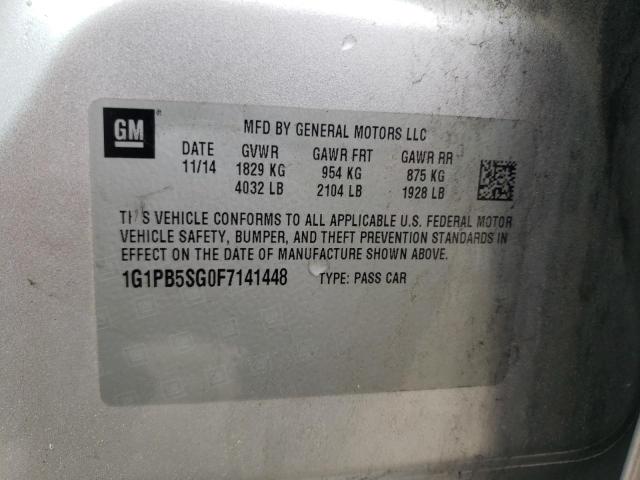 GM
MFD BY GENERAL MOTORS LLC
DATE GVWR GAWR FRT GAWR RR
11/14 1829 KG 954 KG 875 KG
4032 LB 2104 LB 1928 LB
THIS VEHICLE CONFORMS TO ALL APPLICABLE U.S. FEDERAL MOTOR
VEHICLE SAFETY, BUMPER, AND THEFT PREVENTION STANDARDS IN
EFFECT ON THE DATE OF MANUFACTURE SHOWN ABOVE.
1G1PB5SG0F7141448 TYPE: PASS CAR